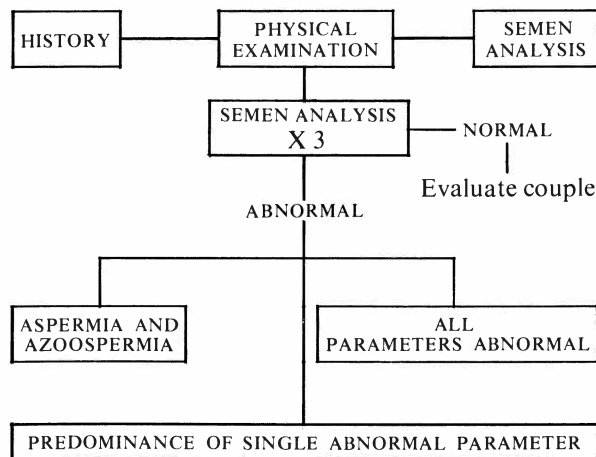 HISTORY
PHYSICAL
EXAMINATION
SEMEN
ANALYSIS
SEMEN ANALYSIS
X 3
NORMAL
Evaluate couple
ABNORMAL
ASPERMIA AND
AZOOSPERMIA
ALL
PARAMETERS ABNORMAL
PREDOMINANCE OF SINGLE ABNORMAL PARAMETER